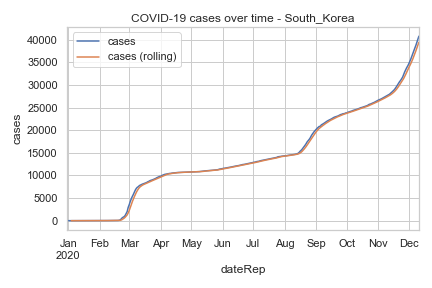 COVID-19 cases over time - South_Korea
cases
cases (rolling)
40000
35000
30000
25000
20000
15000
10000
5000
0
cases
Jan Feb Mar Apr May Jun Jul Aug Sep Oct Nov Dec
2020
dateRep